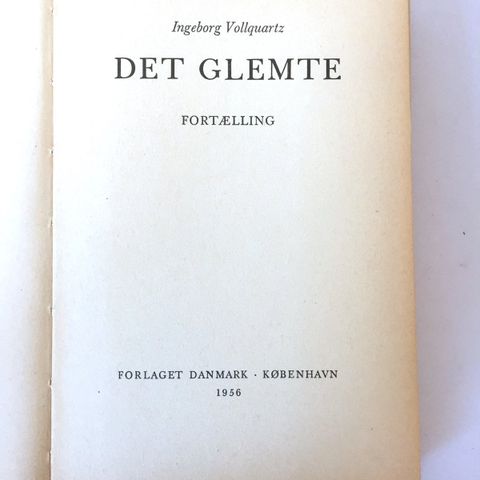 Ingeborg Vollquartz
DET GLEMTE
FORTÆLLING
FORLAGET DANMARK · KØBENHAVN
1956